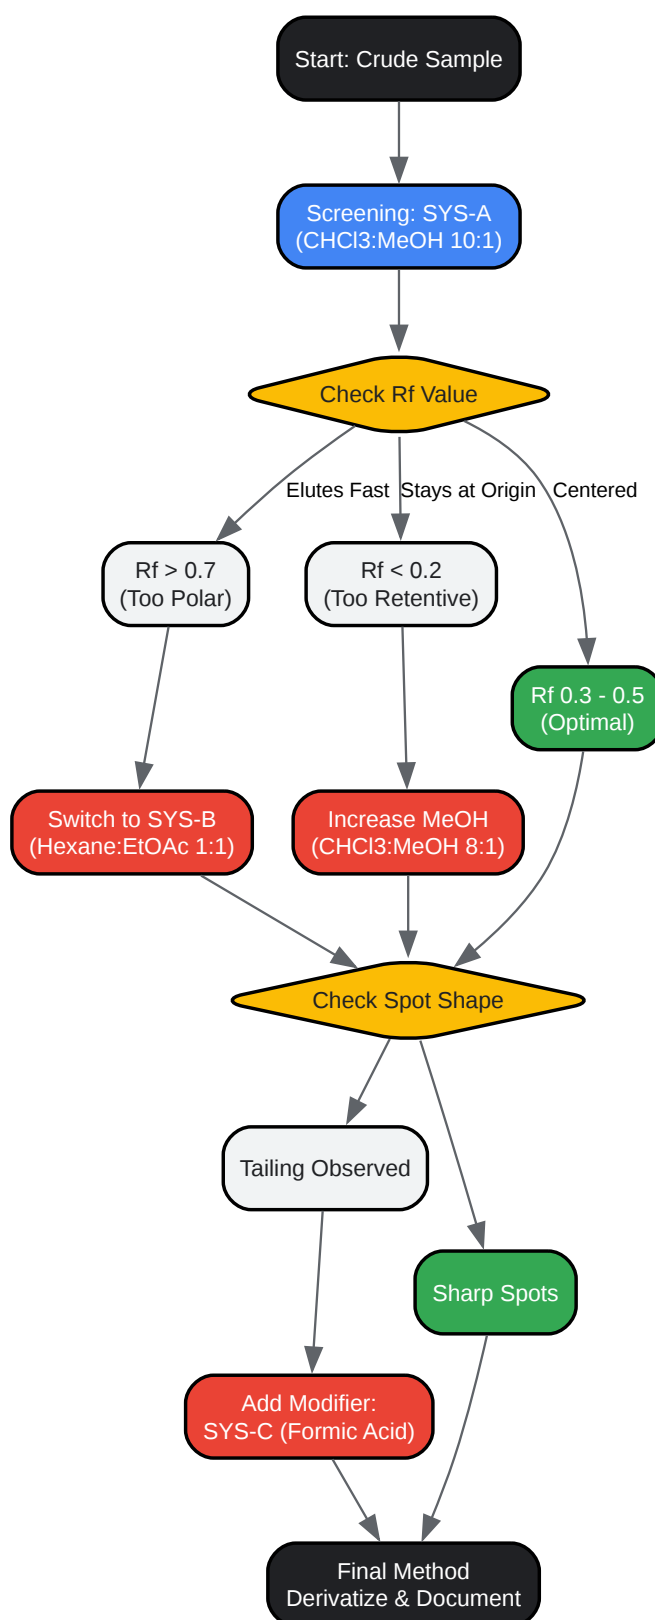 Start: Crude Sample
Screening: SYS-A
(CHCl3:MeOH 10:1)
Check Rf Value
Elutes Fast
Stays at Origin
Centered
Rf > 0.7
(Too Polar)
Rf < 0.2
(Too Retentive)
Rf 0.3 - 0.5
(Optimal)
Switch to SYS-B
(Hexane:EtOAc 1:1)
Increase MeOH
(CHCl3:MeOH 8:1)
Check Spot Shape
Tailing Observed
Sharp Spots
Add Modifier:
SYS-C (Formic Acid)
Final Method
Derivatize & Document